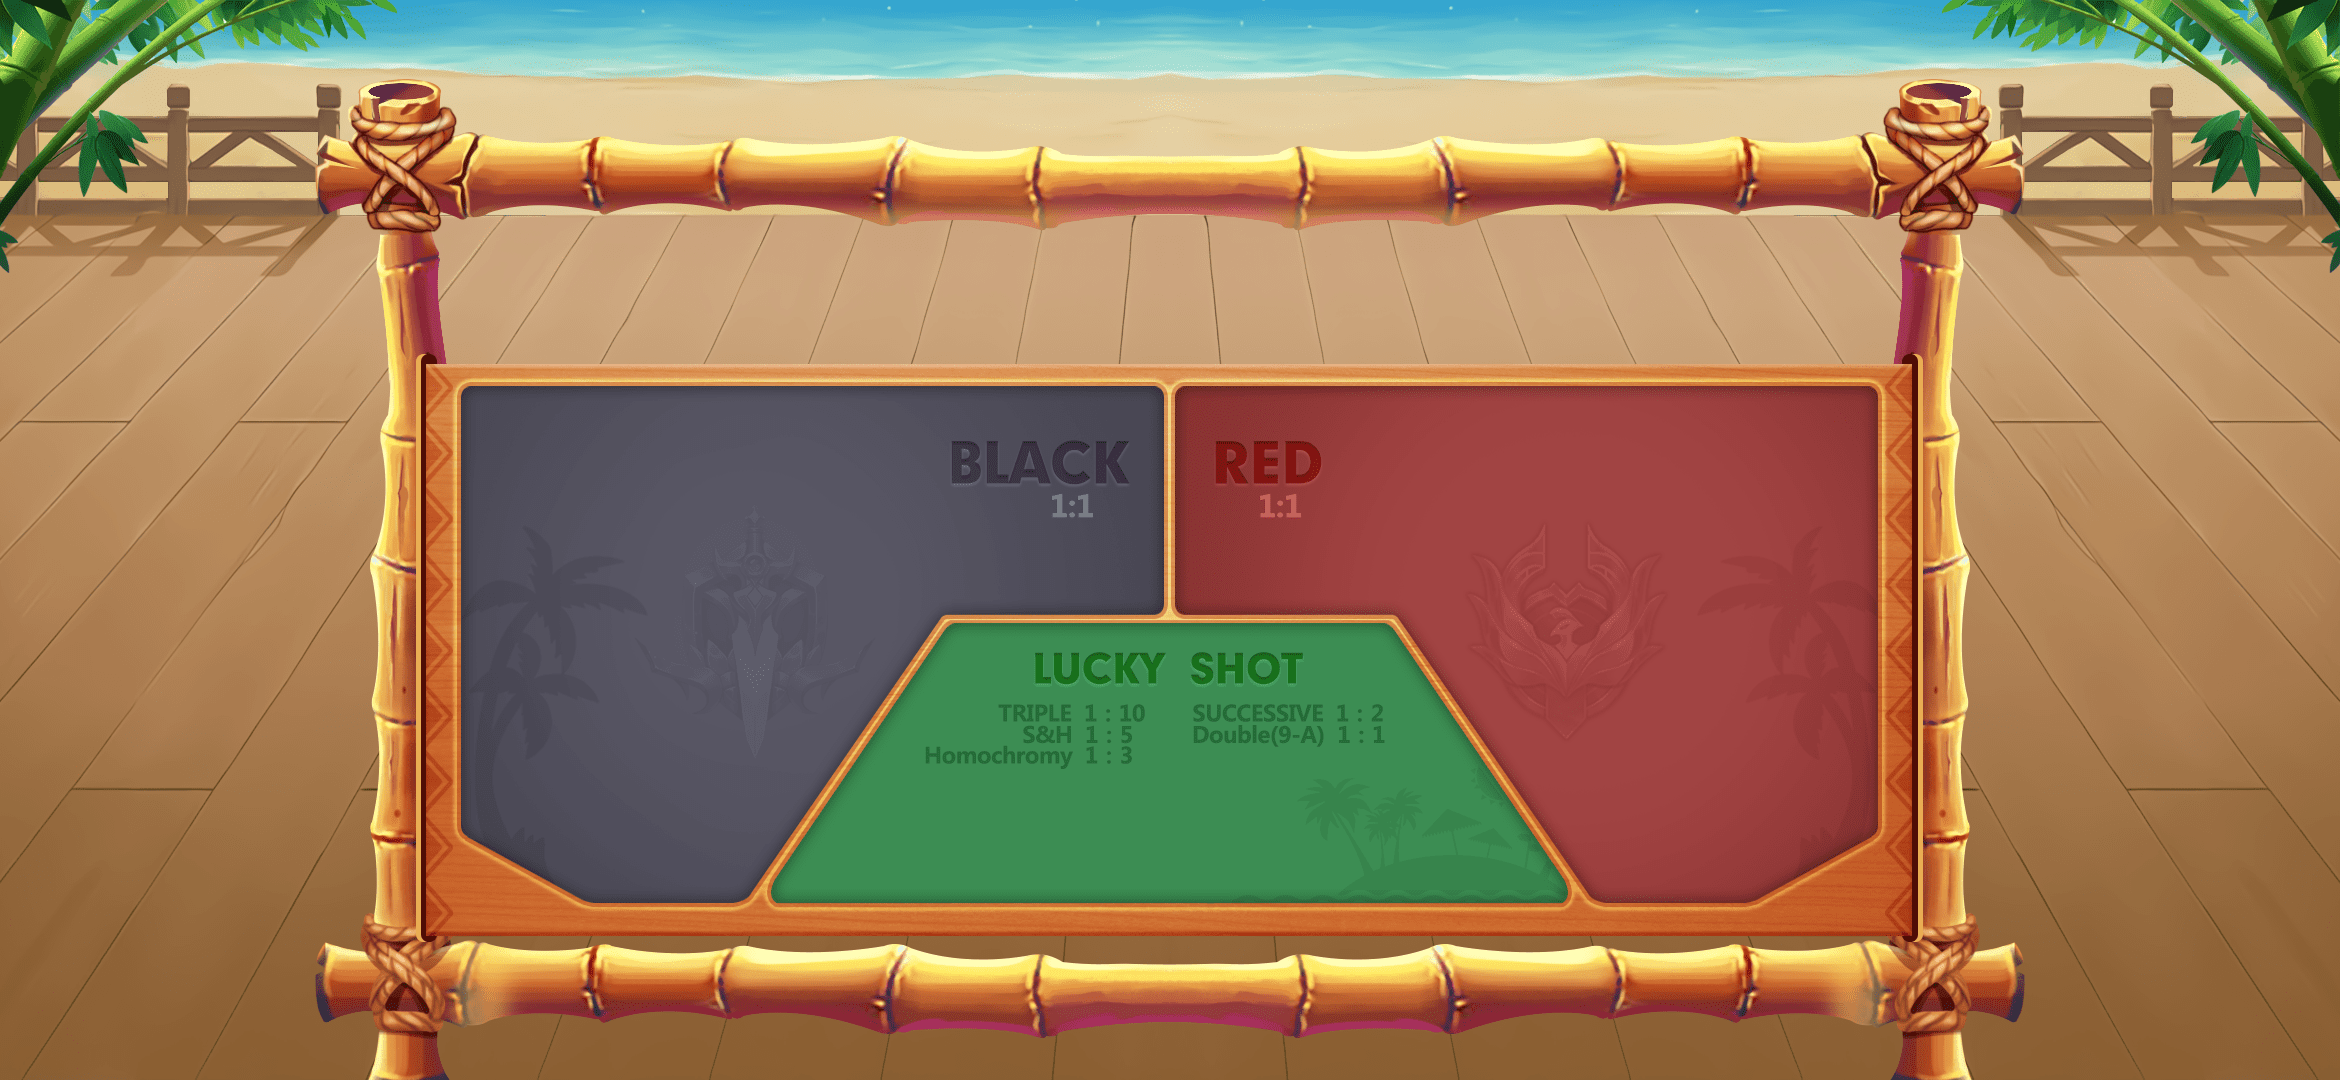 BLACK
1:1
RED
1:1
LUCKY SHOT
TRIPLE 1 : 10
S&H 1 : 5
Homochromy 1 : 3
SUCCESSIVE 1 : 2
Double(9-A) 1 : 1